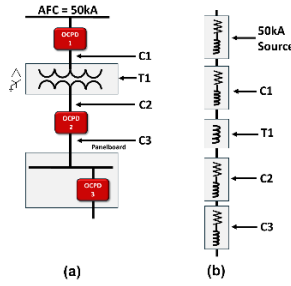 AFC = 50kA
OCPD
1
C1
T1
C2
OCPD
2
C3
Panelboard
OCPD
3
(a)
50kA
Source
C1
T1
C2
C3
(b)